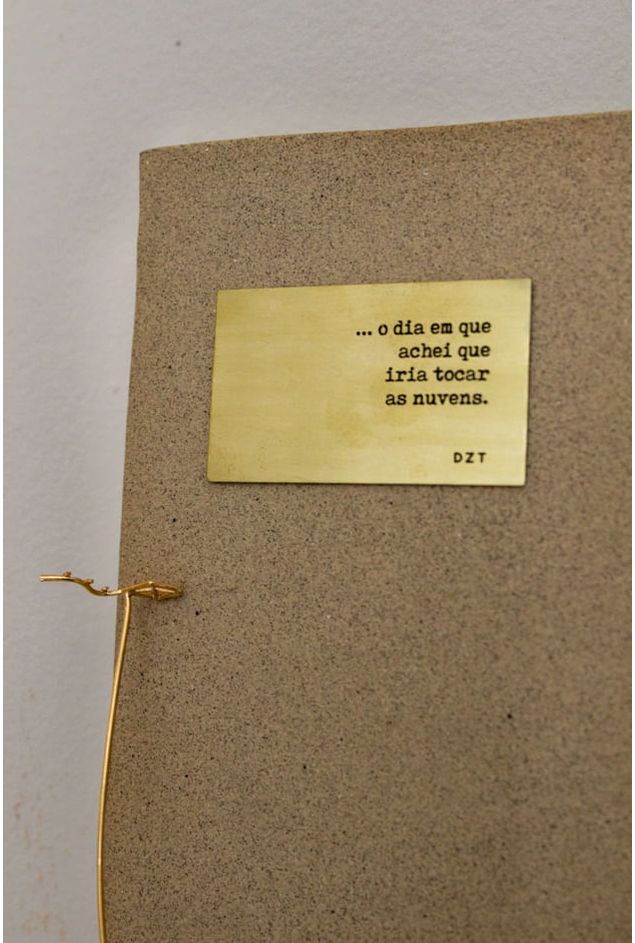 ... o dia em que
achei que
iria tocar
as nuvens.
DZT